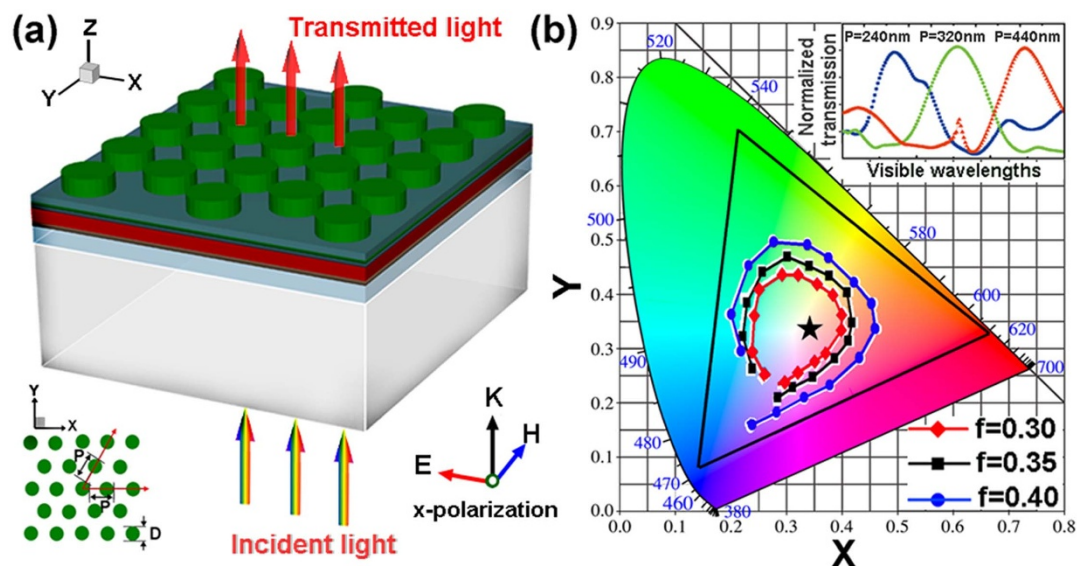 (a)
Transmitted light
Z
X
Y
Y
X
P
P
D
K
H
E
x-polarization
Incident light
(b)
Y
0.9
0.8
0.7
0.6
0.5
0.4
0.3
0.2
0.1
0.0
0.0 0.1 0.2 0.3 0.4 0.5 0.6 0.7 0.8
X
520
540
580
600
620
700
500
490
480
470
460
380
P=240nm P=320nm P=440nm
Normalized
transmission
Visible wavelengths
f=0.30
f=0.35
f=0.40